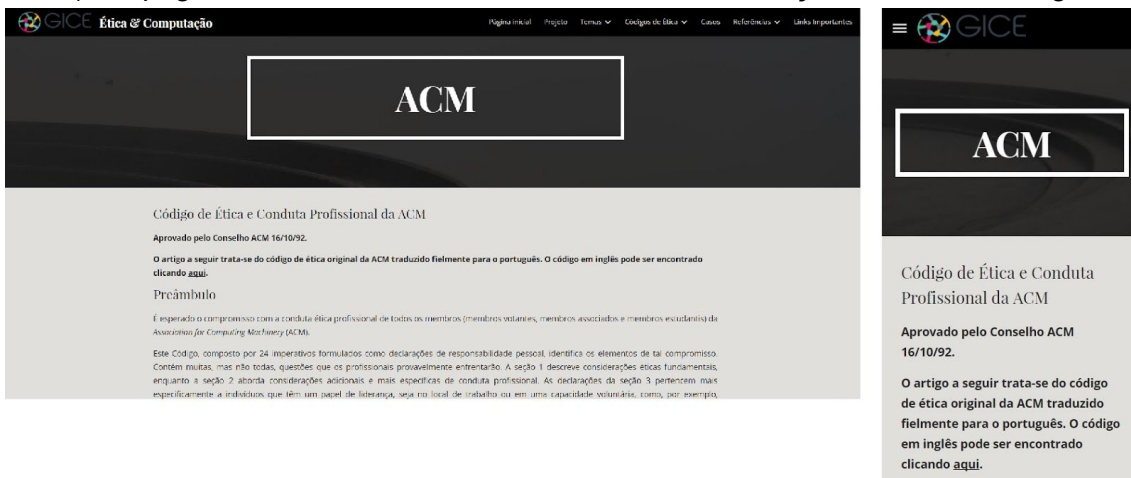 GICE Ética & Computação
Página inicial Projeto Temas Códigos de Ética Casos Referências Links Importantes
ACM
Código de Ética e Conduta Profissional da ACM
Aprovado pelo Conselho ACM 16/10/92.
O artigo a seguir trata-se do código de ética original da ACM traduzido fielmente para o português. O código em inglês pode ser encontrado
clicando aqui.
Preâmbulo
É esperado o compromisso com a conduta ética profissional de todos os membros (membros votantes, membros associados e membros estudantis) da
Association for Computing Machinery (ACM).
Este Código, composto por 24 imperativos formulados como declarações de responsabilidade pessoal, identifica os elementos de tal compromisso.
Contém muitas, mas não todas, questões que os profissionais provavelmente enfrentarão. A seção 1 descreve considerações éticas fundamentais,
enquanto a seção 2 aborda considerações adicionais e mais específicas de conduta profissional. As declarações da seção 3 pertencem mais
especificamente a indivíduos que têm um papel de liderança, seja no local de trabalho ou em uma capacidade voluntária, como, por exemplo,
GICE
ACM
Código de Ética e Conduta
Profissional da ACM
Aprovado pelo Conselho ACM
16/10/92.
O artigo a seguir trata-se do código
de ética original da ACM traduzido
fielmente para o português. O código
em inglês pode ser encontrado
clicando aqui.